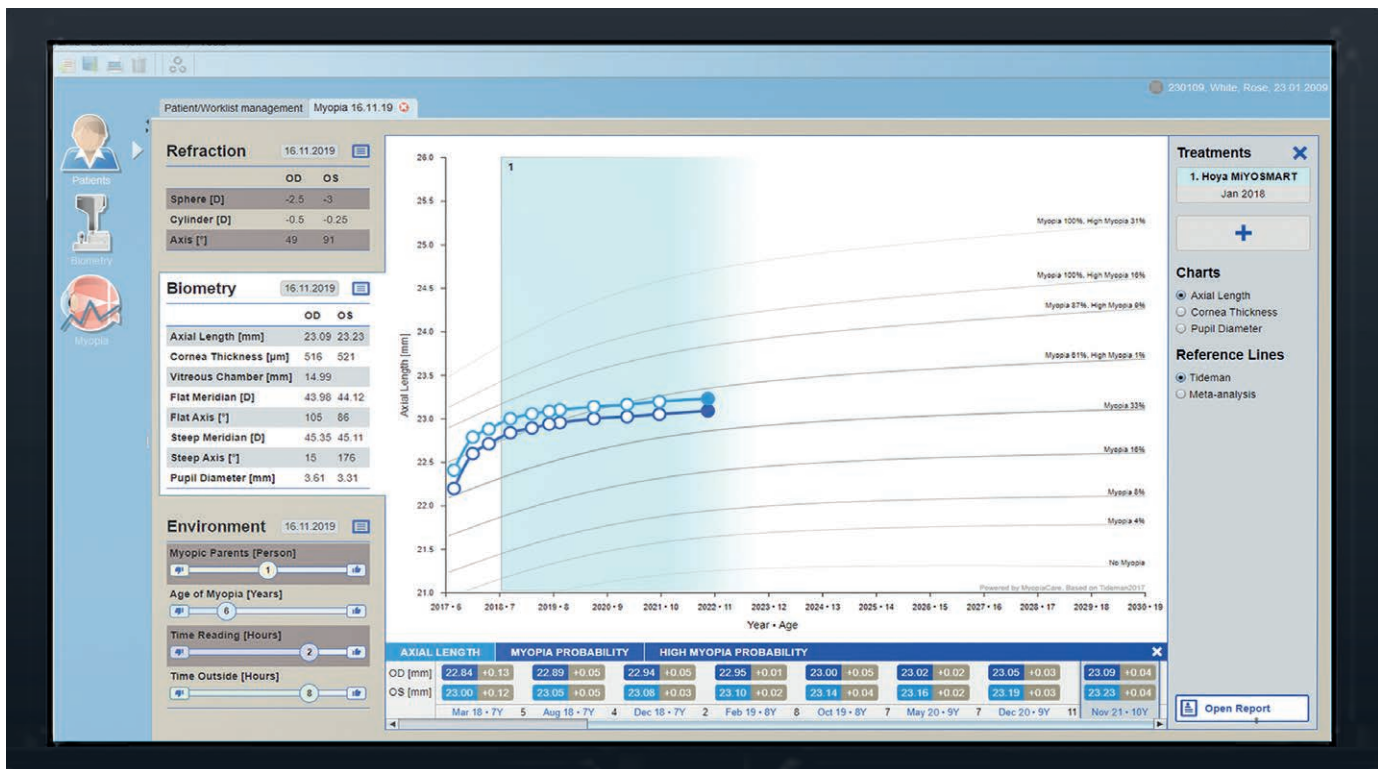 230109, White, Rose, 23.01.2009
Patient/Worklist management Myopia 16.11.19
Patients
Biometry
Myopia
Refraction 16.11.2019
OD OS
Sphere [D] -2.5 -3
Cylinder [D] -0.5 -0.25
Axis [°] 49 91
Biometry 16.11.2019
OD OS
Axial Length [mm] 23.09 23.23
Cornea Thickness [µm] 516 521
Vitreous Chamber [mm] 14.99
Flat Meridian [D] 43.98 44.12
Flat Axis [°] 105 86
Steep Meridian [D] 45.35 45.11
Steep Axis [°] 15 176
Pupil Diameter [mm] 3.61 3.31
Environment 16.11.2019
Myopic Parents [Person]
1
Age of Myopia [Years]
6
Time Reading [Hours]
2
Time Outside [Hours]
8
Axial Length [mm]
26.0
25.5
25.0
24.5
24.0
23.5
23.0
22.5
22.0
21.5
21.0
1
Myopia 100%, High Myopia 31%
Myopia 100%, High Myopia 16%
Myopia 87%, High Myopia 9%
Myopia 61%, High Myopia 1%
Myopia 33%
Myopia 16%
Myopia 8%
Myopia 4%
No Myopia
Powered by MyopiaCare. Based on Tideman2017
2017•6 2018•7 2019•8 2020•9 2021•10 2022•11 2023•12 2024•13 2025•14 2026•15 2027•16 2028•17 2029•18 2030•19
Year • Age
AXIAL LENGTH MYOPIA PROBABILITY HIGH MYOPIA PROBABILITY
OD [mm] 22.84 +0.13 22.89 +0.05 22.94 +0.05 22.95 +0.01 23.00 +0.05 23.02 +0.02 23.05 +0.03 23.09 +0.04
OS [mm] 23.00 +0.12 23.05 +0.05 23.08 +0.03 23.10 +0.02 23.14 +0.04 23.16 +0.02 23.19 +0.03 23.23 +0.04
Mar 18 • 7Y 5 Aug 18 • 7Y 4 Dec 18 • 7Y 2 Feb 19 • 8Y 8 Oct 19 • 8Y 7 May 20 • 9Y 7 Dec 20 • 9Y 11 Nov 21 • 10Y
Treatments
1. Hoya MiYOSMART
Jan 2018
+
Charts
Axial Length
Cornea Thickness
Pupil Diameter
Reference Lines
Tideman
Meta-analysis
Open Report